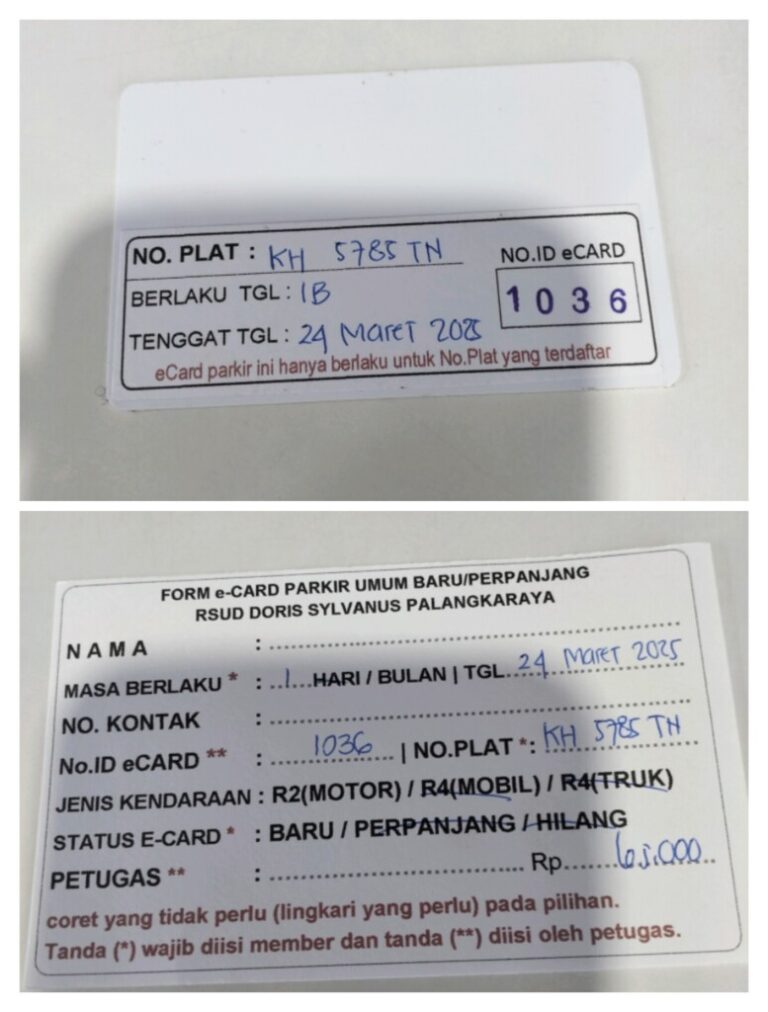 NO. PLAT : KH 5785 TN
NO.ID eCARD
BERLAKU TGL : 1B
1036
TENGGAT TGL : 24 Maret 2025
eCard parkir ini hanya berlaku untuk No.Plat yang terdaftar
FORM e-CARD PARKIR UMUM BARU/PERPANJANG
RSUD DORIS SYLVANUS PALANGKARAYA
NAMA :
MASA BERLAKU * : 1 HARI / BULAN | TGL. 24 Maret 2025
NO. KONTAK :
No.ID eCARD ** : 1036 | NO.PLAT *: KH 5785 TN
JENIS KENDARAAN : R2(MOTOR) / R4(MOBIL) / R4(TRUK)
STATUS E-CARD * : BARU / PERPANJANG / HILANG
PETUGAS ** : Rp. 65.000
coret yang tidak perlu (lingkari yang perlu) pada pilihan.
Tanda (*) wajib diisi member dan tanda (**) diisi oleh petugas.